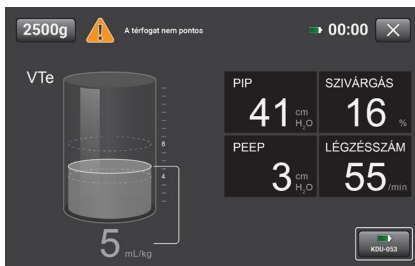 2500g
A térfogat nem pontos
00:00
VTe
8
4
5 mL/kg
PIP
41 cm H₂O
SZIVÁRGÁS
16 %
PEEP
3 cm H₂O
LÉGZÉSSZÁM
55 /min
KDU-053